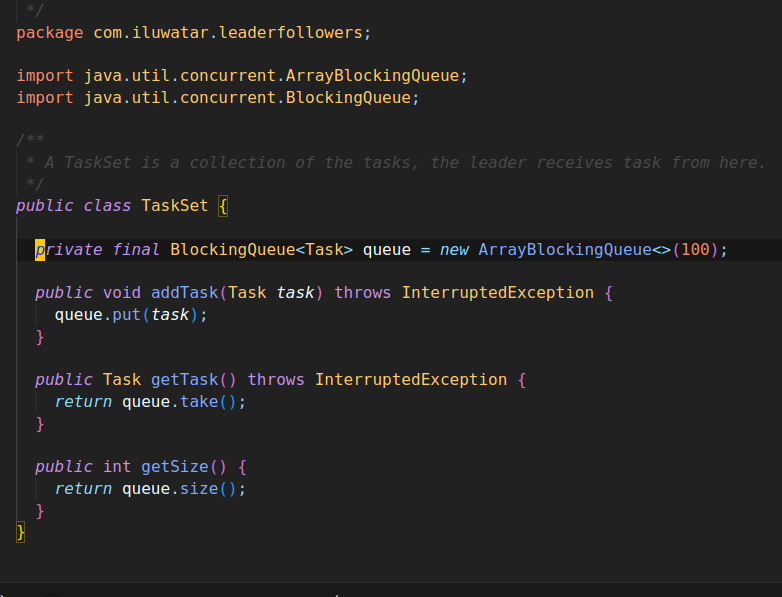 */
package com.iluwatar.leaderfollowers;
import java.util.concurrent.ArrayBlockingQueue;
import java.util.concurrent.BlockingQueue;
/**
* A TaskSet is a collection of the tasks, the leader receives task from here.
*/
public class TaskSet {
private final BlockingQueue<Task> queue = new ArrayBlockingQueue<>(100);
public void addTask(Task task) throws InterruptedException {
queue.put(task);
}
public Task getTask() throws InterruptedException {
return queue.take();
}
public int getSize() {
return queue.size();
}
}